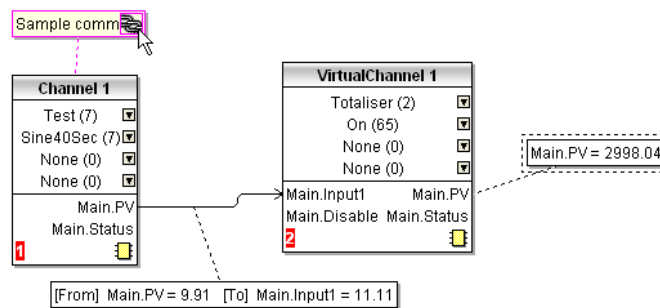 Sample comm
Channel 1
Test (7)
Sine40Sec (7)
None (0)
None (0)
Main.PV
Main.Status
1
VirtualChannel 1
Totaliser (2)
On (65)
None (0)
None (0)
Main.Input1 Main.PV
Main.Disable Main.Status
2
Main.PV = 2998.04
[From] Main.PV = 9.91 [To] Main.Input1 = 11.11